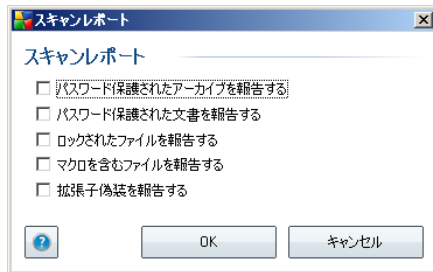 スキャンレポート
スキャンレポート
パスワード保護されたアーカイブを報告する
パスワード保護された文書を報告する
ロックされたファイルを報告する
マクロを含むファイルを報告する
拡張子偽装を報告する
?
OK
キャンセル